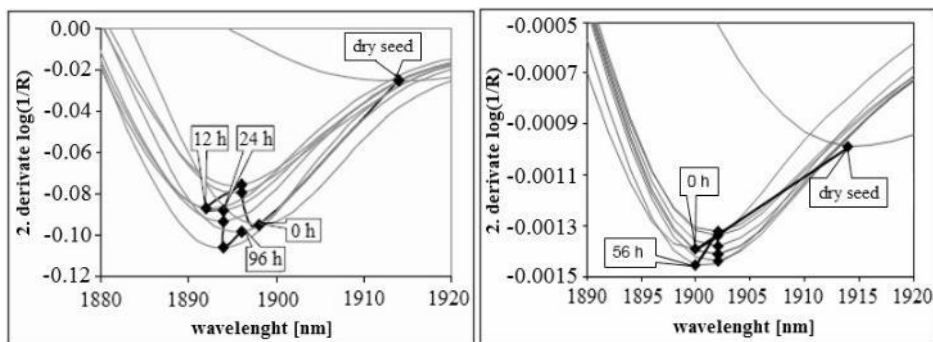 0.00
-0.02
-0.04
-0.06
-0.08
-0.10
-0.12
2. derivate log(1/R)
dry seed
12 h
24 h
0 h
96 h
1880
1890
1900
1910
1920
wavelenght [nm]
-0.0005
-0.0007
-0.0009
-0.0011
-0.0013
-0.0015
2. derivate log(1/R)
0 h
dry seed
56 h
1890
1895
1900
1905
1910
1915
1920
wavelenght [nm]